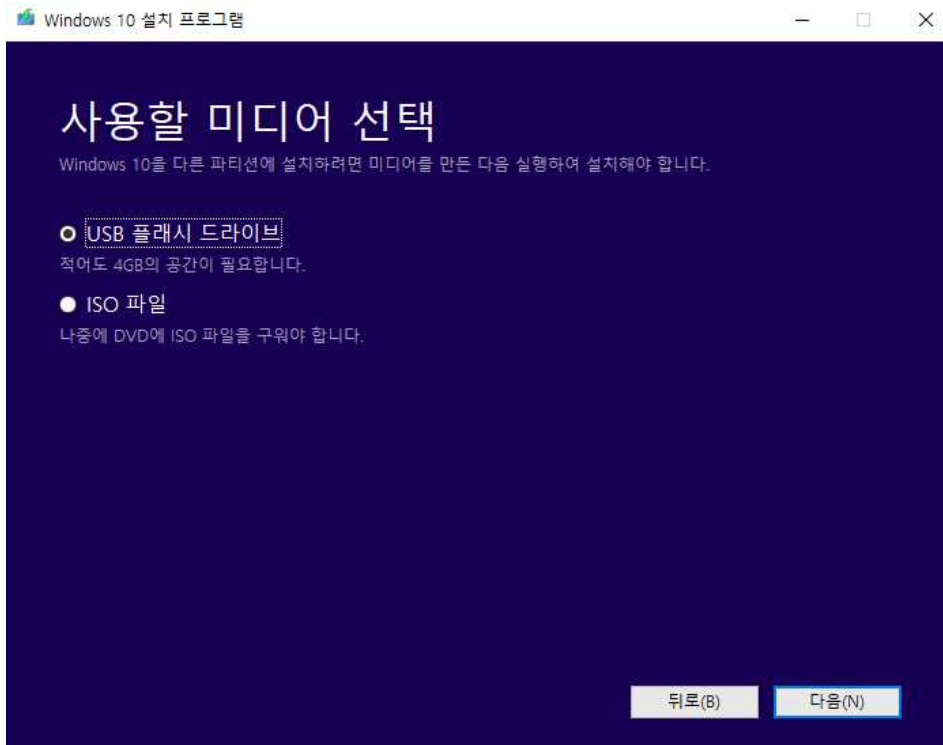 Windows 10 설치 프로그램
사용할 미디어 선택
Windows 10을 다른 파티션에 설치하려면 미디어를 만든 다음 실행하여 설치해야 합니다.
USB 플래시 드라이브
적어도 4GB의 공간이 필요합니다.
ISO 파일
나중에 DVD에 ISO 파일을 구워야 합니다.
뒤로(B) 다음(N)